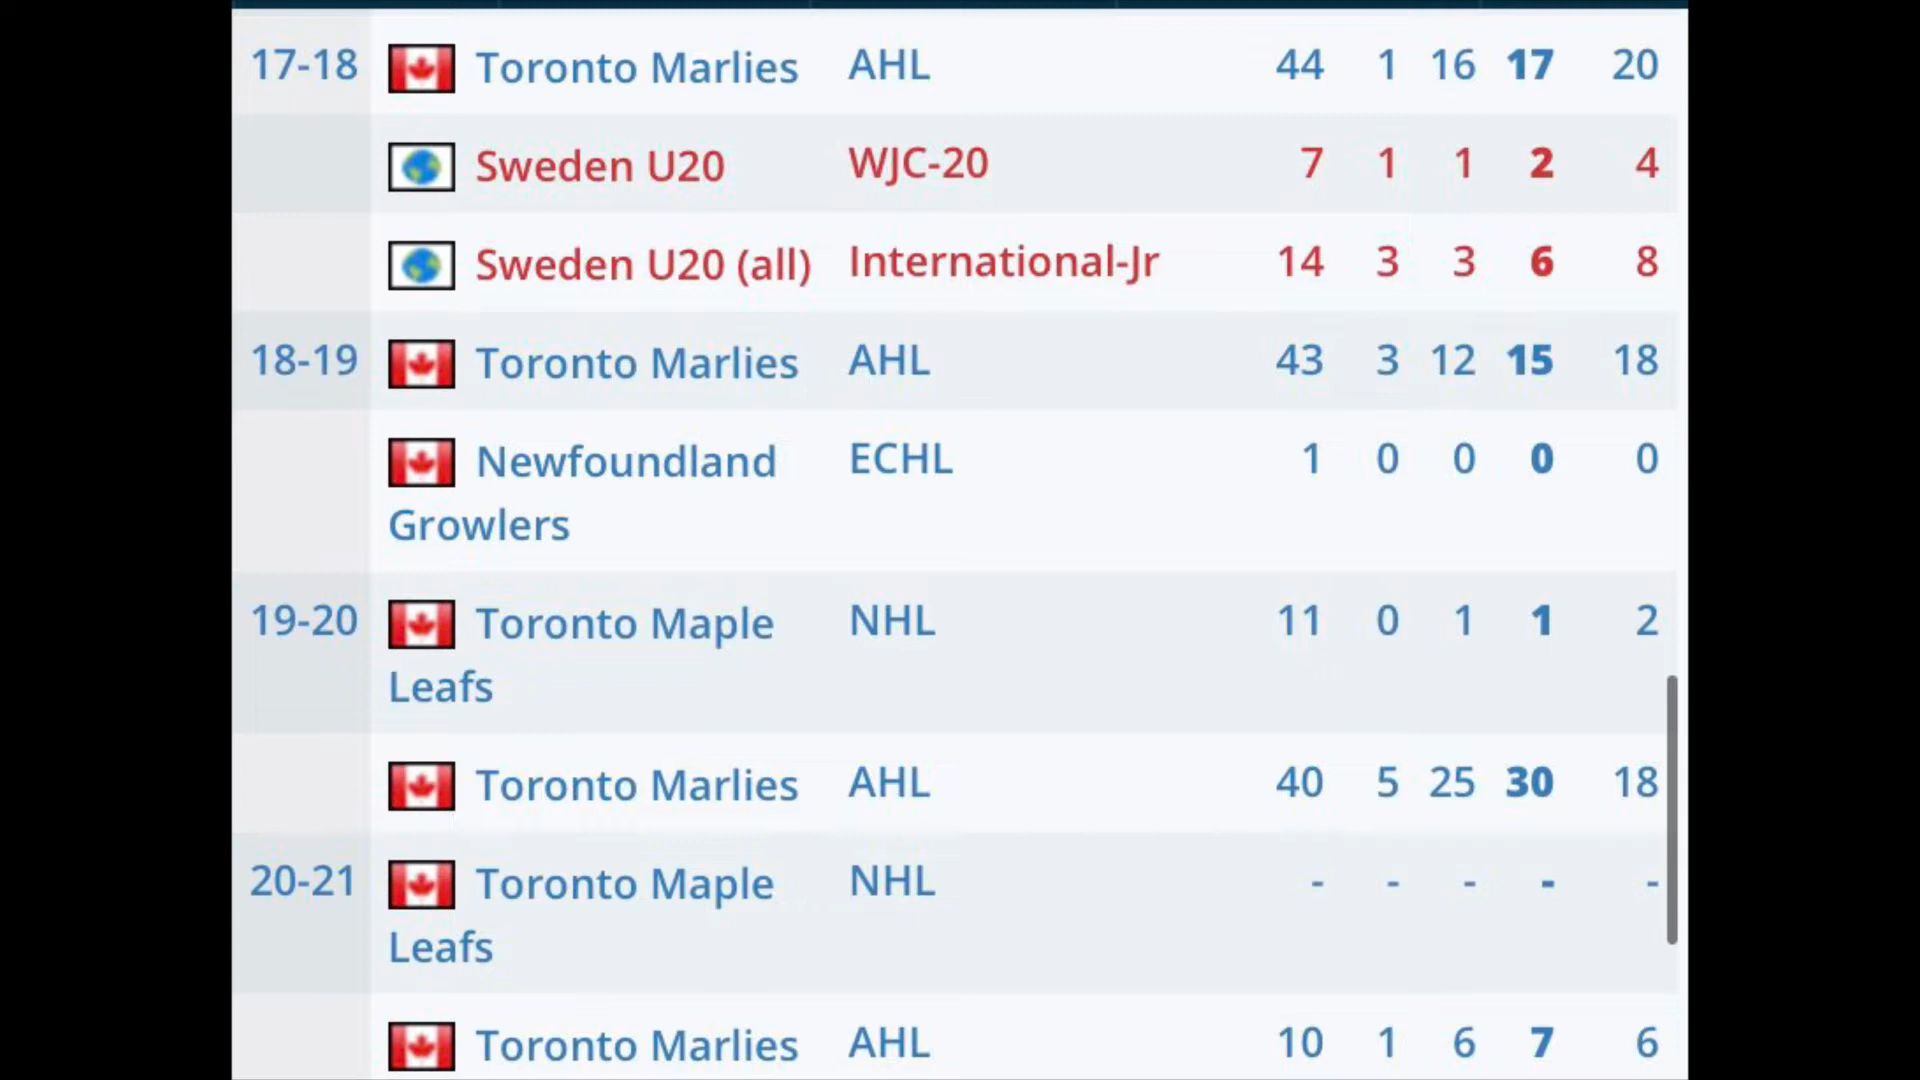 17-18 Toronto Marlies AHL 44 1 16 17 20
Sweden U20 WJC-20 7 1 1 2 4
Sweden U20 (all) International-Jr 14 3 3 6 8
18-19 Toronto Marlies AHL 43 3 12 15 18
Newfoundland ECHL 1 0 0 0 0
Growlers
19-20 Toronto Maple NHL 11 0 1 1 2
Leafs
Toronto Marlies AHL 40 5 25 30 18
20-21 Toronto Maple NHL - - - - -
Leafs
Toronto Marlies AHL 10 1 6 7 6